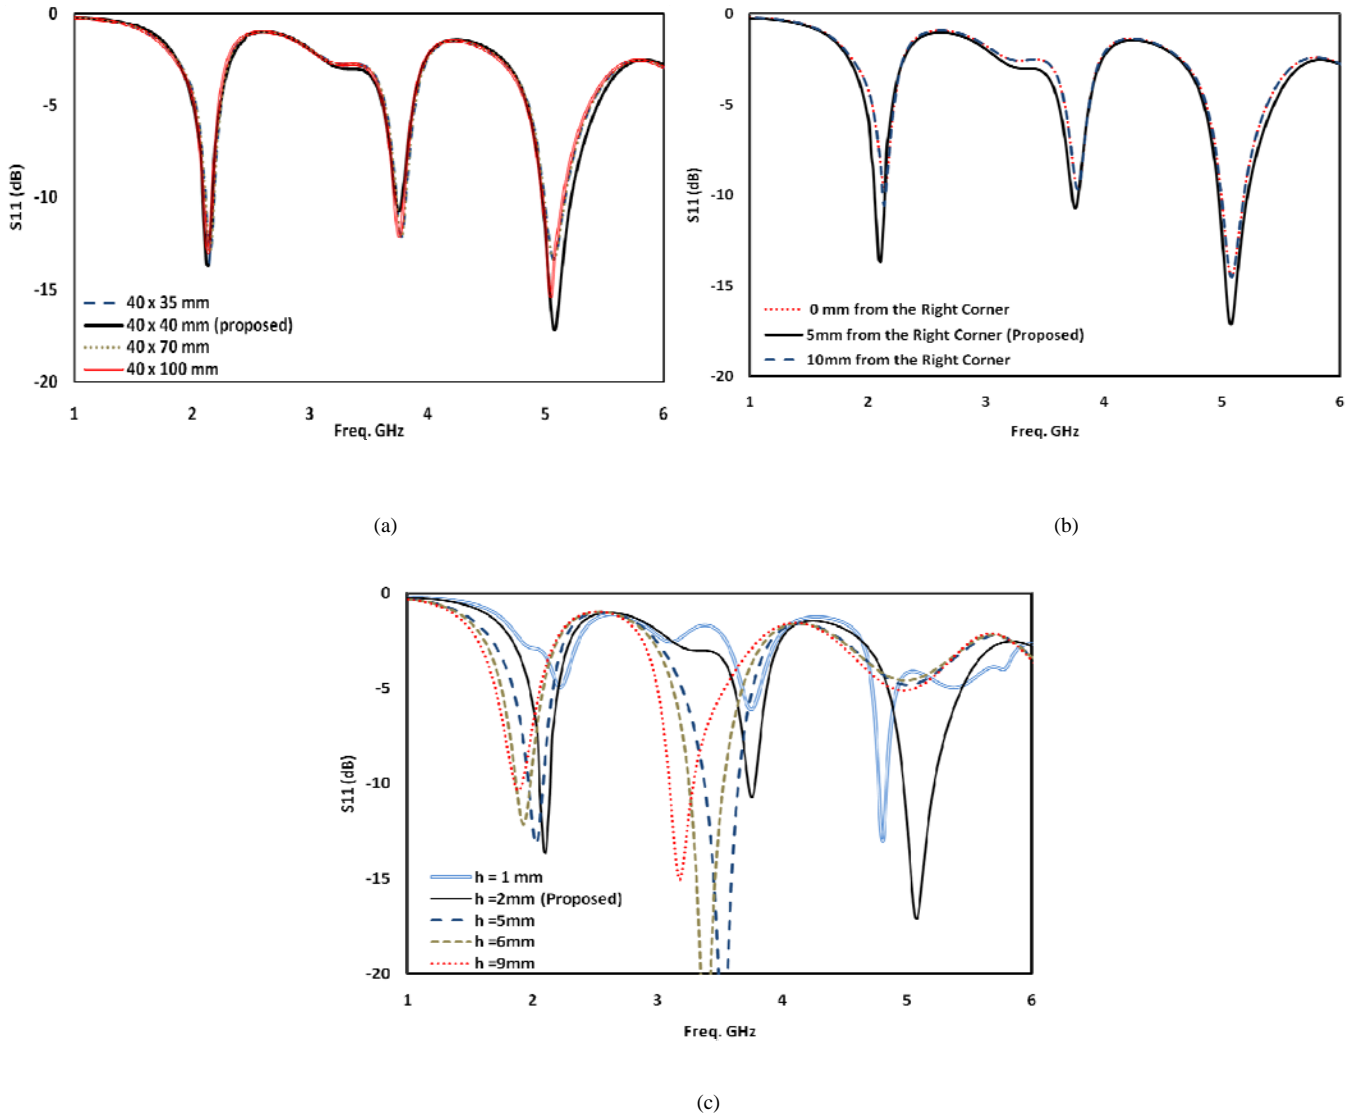 0
-5
-10
-15
-20
S11 (dB)
40 x 35 mm
40 x 40 mm (proposed)
40 x 70 mm
40 x 100 mm
1 2 3 4 5 6
Freq. GHz
(a)
0
-5
-10
-15
-20
S11 (dB)
0 mm from the Right Corner
5mm from the Right Corner (Proposed)
10mm from the Right Corner
1 2 3 4 5 6
Freq. GHz
(b)
0
-5
-10
-15
-20
S11 (dB)
h = 1 mm
h =2mm (Proposed)
h =5mm
h =6mm
h =9mm
1 2 3 4 5 6
Freq. GHz
(c)